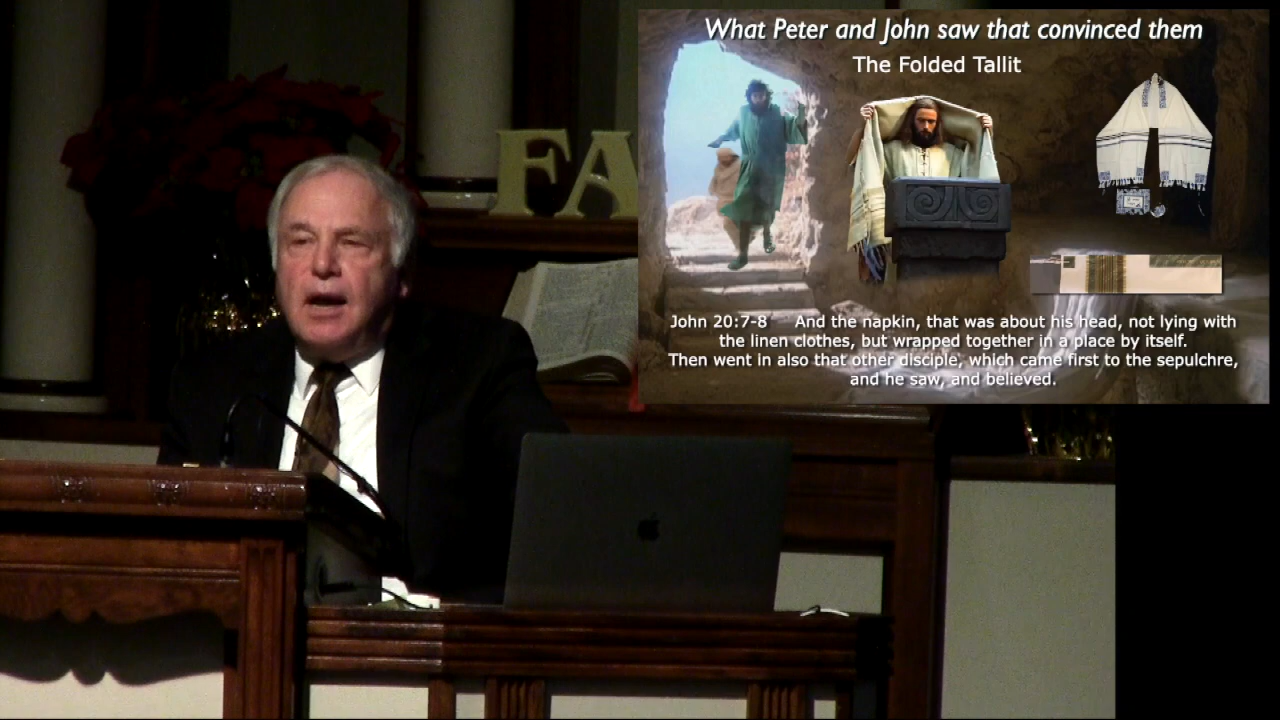 What Peter and John saw that convinced them
The Folded Tallit
FA
John 20:7-8 And the napkin, that was about his head, not lying with
the linen clothes, but wrapped together in a place by itself.
Then went in also that other disciple, which came first to the sepulchre,
and he saw, and believed.